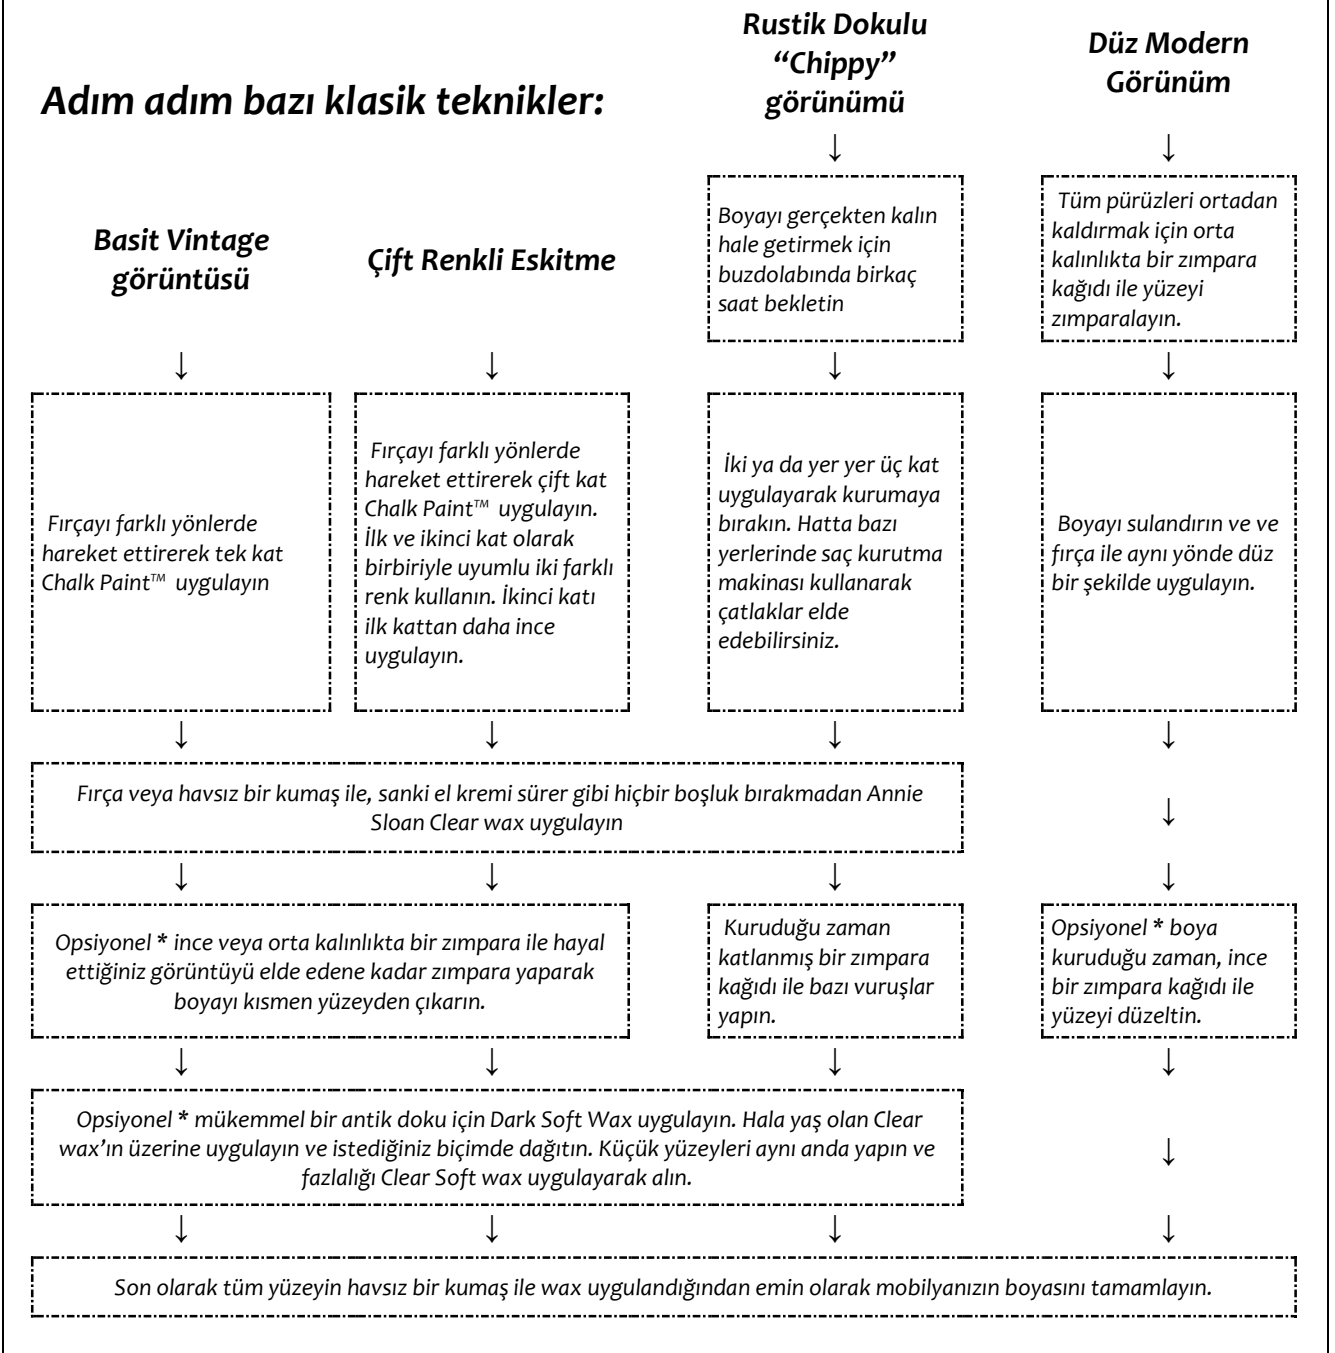 Adım adım bazı klasik teknikler:
Rustik Dokulu
“Chippy”
görünümü
Düz Modern
Görünüm
↓
↓
Basit Vintage
görüntüsü
Çift Renkli Eskitme
Boyayı gerçekten kalın
hale getirmek için
buzdolabında birkaç
saat bekletin
Tüm pürüzleri ortadan
kaldırmak için orta
kalınlıkta bir zımpara
kağıdı ile yüzeyi
zımparalayın.
↓
↓
↓
↓
Fırçayı farklı yönlerde
hareket ettirerek tek kat
Chalk Paint™ uygulayın
Fırçayı farklı yönlerde
hareket ettirerek çift kat
Chalk Paint™ uygulayın.
İlk ve ikinci kat olarak
birbiriyle uyumlu iki farklı
renk kullanın. İkinci katı
ilk kattan daha ince
uygulayın.
İki ya da yer yer üç kat
uygulayarak kurumaya
bırakın. Hatta bazı
yerlerinde saç kurutma
makinası kullanarak
çatlaklar elde
edebilirsiniz.
Boyayı sulandırın ve ve
fırça ile aynı yönde düz
bir şekilde uygulayın.
↓
↓
↓
↓
Fırça veya havsız bir kumaş ile, sanki el kremi sürer gibi hiçbir boşluk bırakmadan Annie
Sloan Clear wax uygulayın
↓
↓
↓
↓
↓
Opsiyonel * ince veya orta kalınlıkta bir zımpara ile hayal
ettiğiniz görüntüyü elde edene kadar zımpara yaparak
boyayı kısmen yüzeyden çıkarın.
Kuruduğu zaman
katlanmış bir zımpara
kağıdı ile bazı vuruşlar
yapın.
Opsiyonel * boya
kuruduğu zaman, ince
bir zımpara kağıdı ile
yüzeyi düzeltin.
↓
↓
↓
↓
Opsiyonel * mükemmel bir antik doku için Dark Soft Wax uygulayın. Hala yaş olan Clear
wax’ın üzerine uygulayın ve istediğiniz biçimde dağıtın. Küçük yüzeyleri aynı anda yapın ve
fazlalığı Clear Soft wax uygulayarak alın.
↓
↓
↓
↓
↓
Son olarak tüm yüzeyin havsız bir kumaş ile wax uygulandığından emin olarak mobilyanızın boyasını tamamlayın.